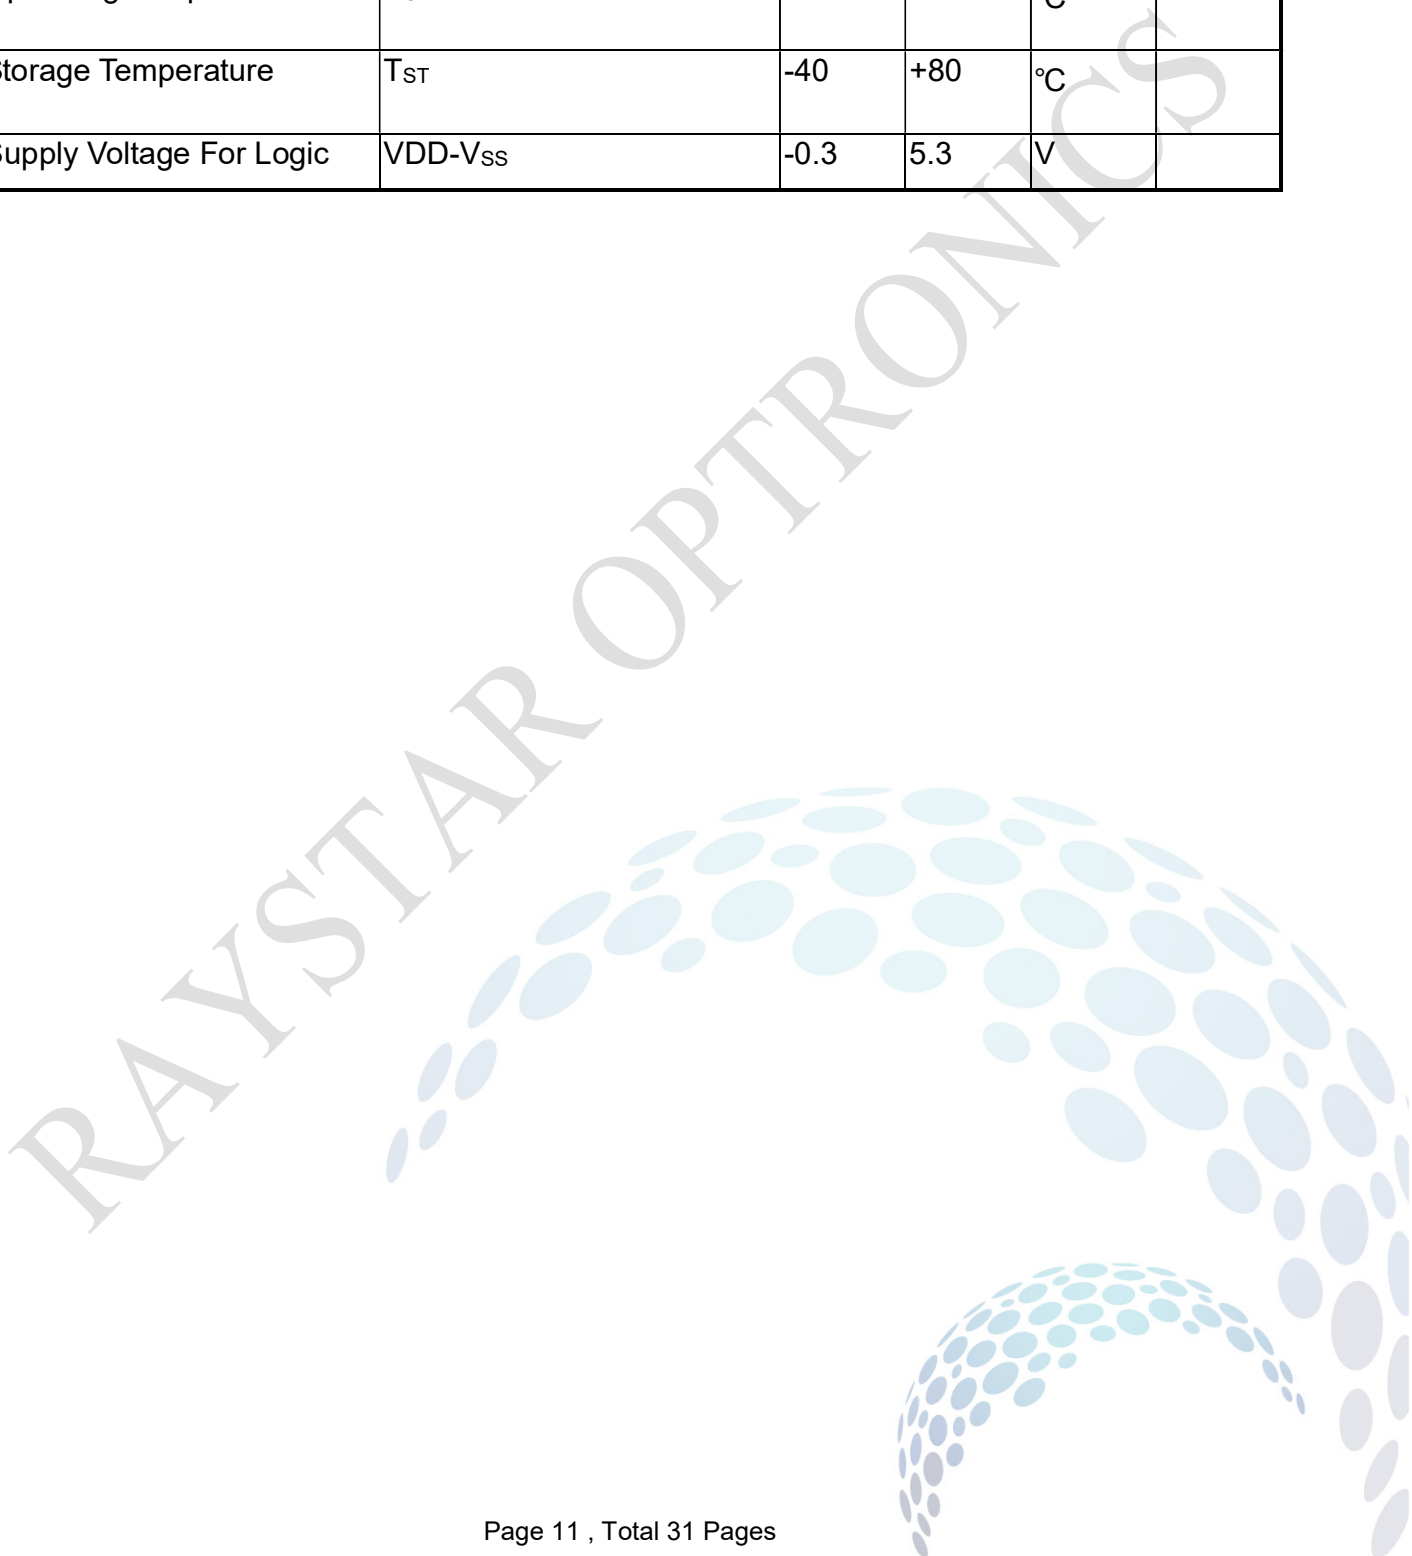 ℃
Storage Temperature TST -40 +80 ℃
Supply Voltage For Logic VDD-VSS -0.3 5.3 V
RAYSTAR OPTRONICS
Page 11 , Total 31 Pages